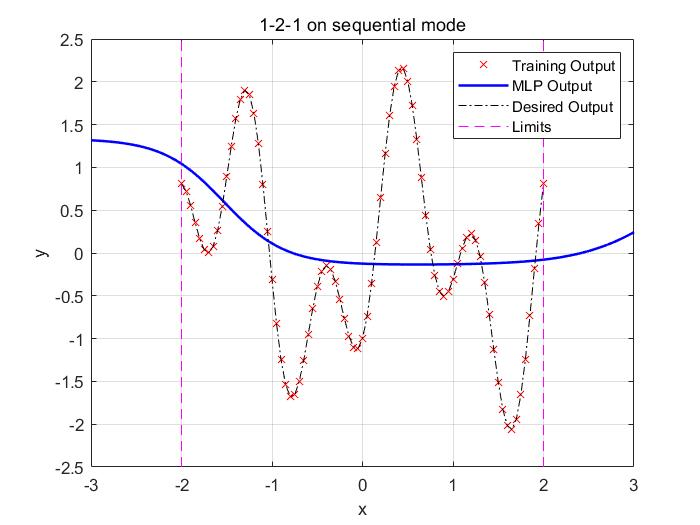 1-2-1 on sequential mode
2.5
2
1.5
1
0.5
0
-0.5
-1
-1.5
-2
-2.5
y
Training Output
MLP Output
Desired Output
Limits
-3 -2 -1 0 1 2 3
x